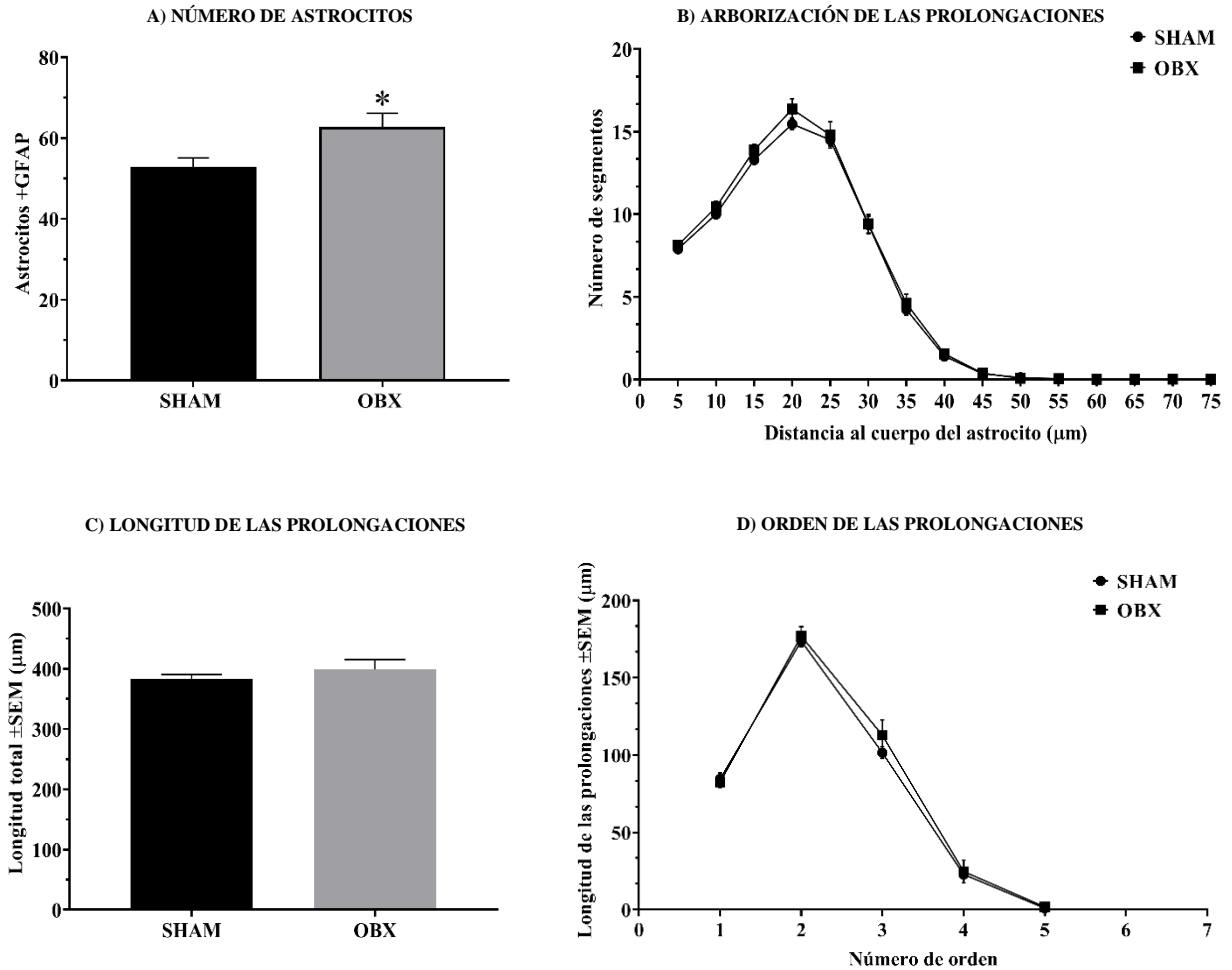 A) NÚMERO DE ASTROCITOS
Astrocitos +GFAP
80
60
40
20
0
SHAM
OBX
*
B) ARBORIZACIÓN DE LAS PROLONGACIONES
SHAM
OBX
Número de segmentos
20
15
10
5
0
0 5 10 15 20 25 30 35 40 45 50 55 60 65 70 75
Distancia al cuerpo del astrocito (μm)
C) LONGITUD DE LAS PROLONGACIONES
Longitud total ±SEM (μm)
500
400
300
200
100
0
SHAM
OBX
D) ORDEN DE LAS PROLONGACIONES
SHAM
OBX
Longitud de las prolongaciones ±SEM (μm)
200
150
100
50
0
0 1 2 3 4 5 6 7
Número de orden